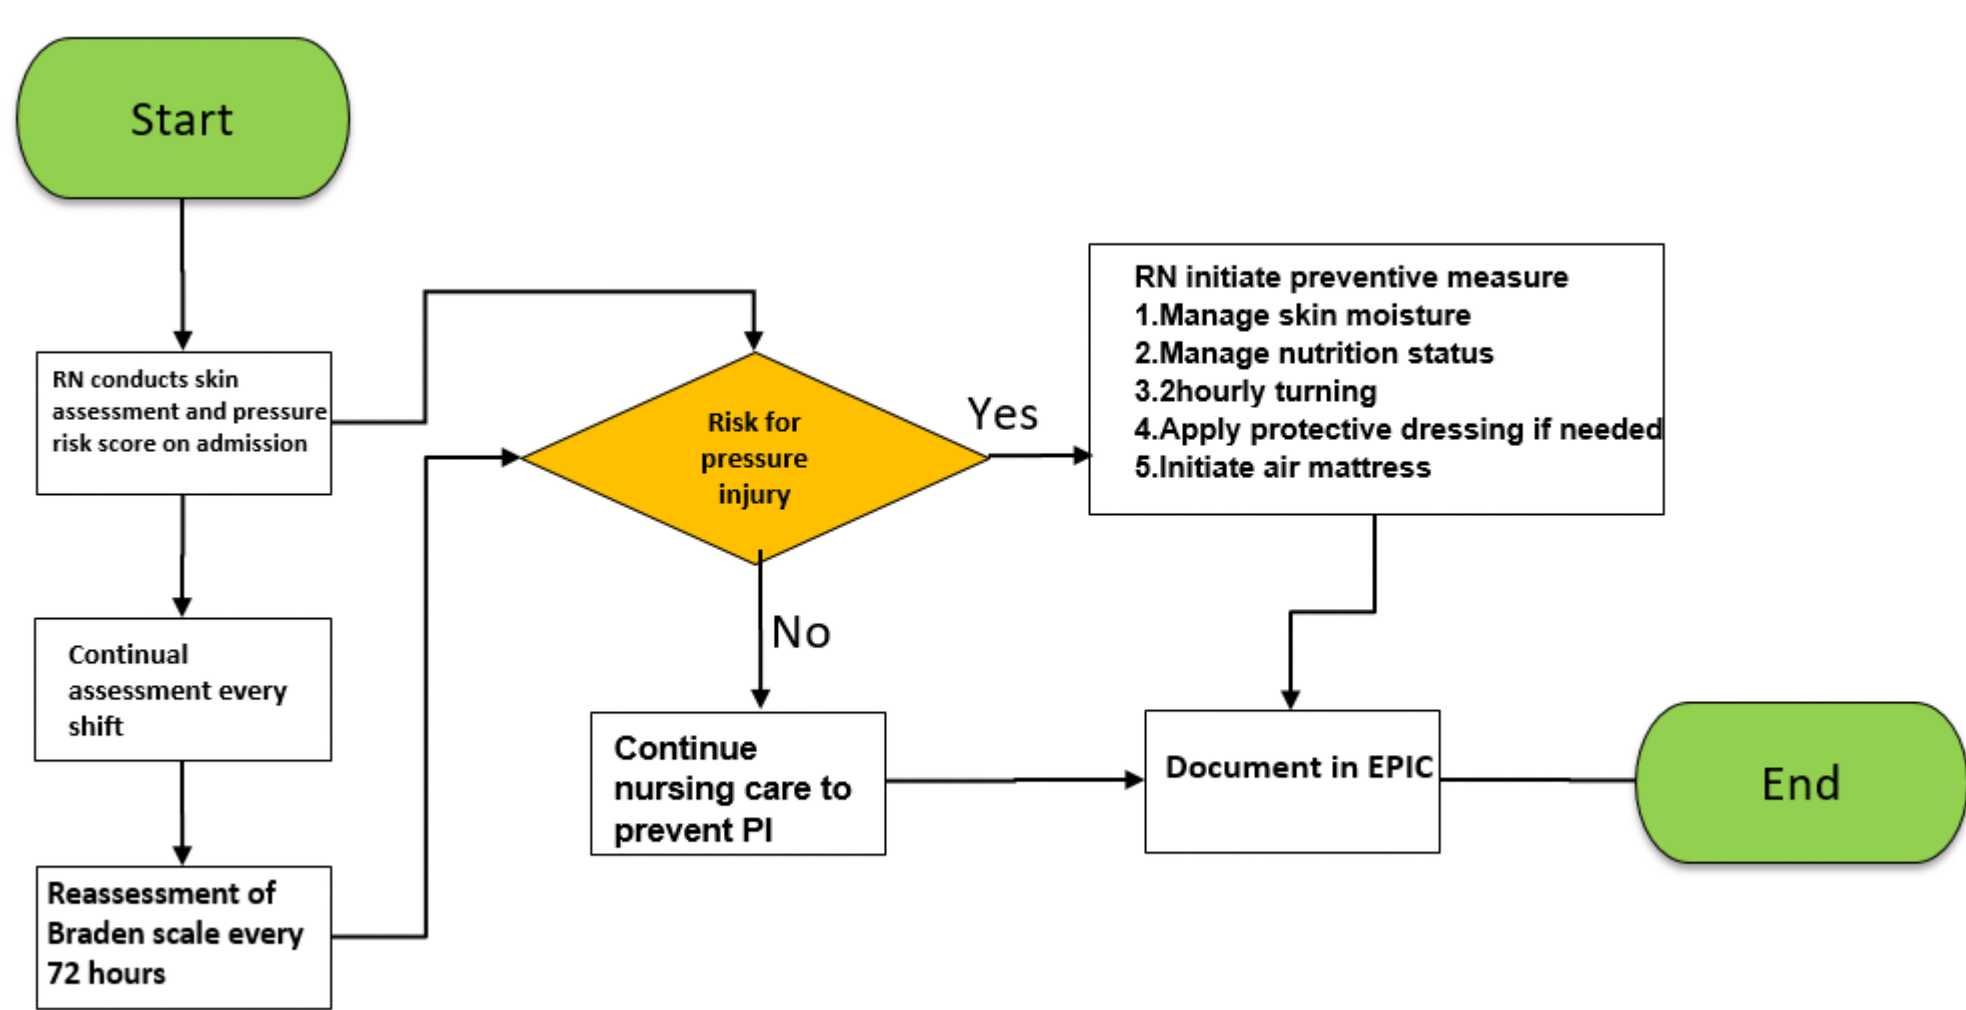 Start
RN conducts skin
assessment and pressure
risk score on admission
Continual
assessment every
shift
Reassessment of
Braden scale every
72 hours
Risk for
pressure
injury
Yes
No
RN initiate preventive measure
1.Manage skin moisture
2.Manage nutrition status
3.2hourly turning
4.Apply protective dressing if needed
5.Initiate air mattress
Continue
nursing care to
prevent PI
Document in EPIC
End